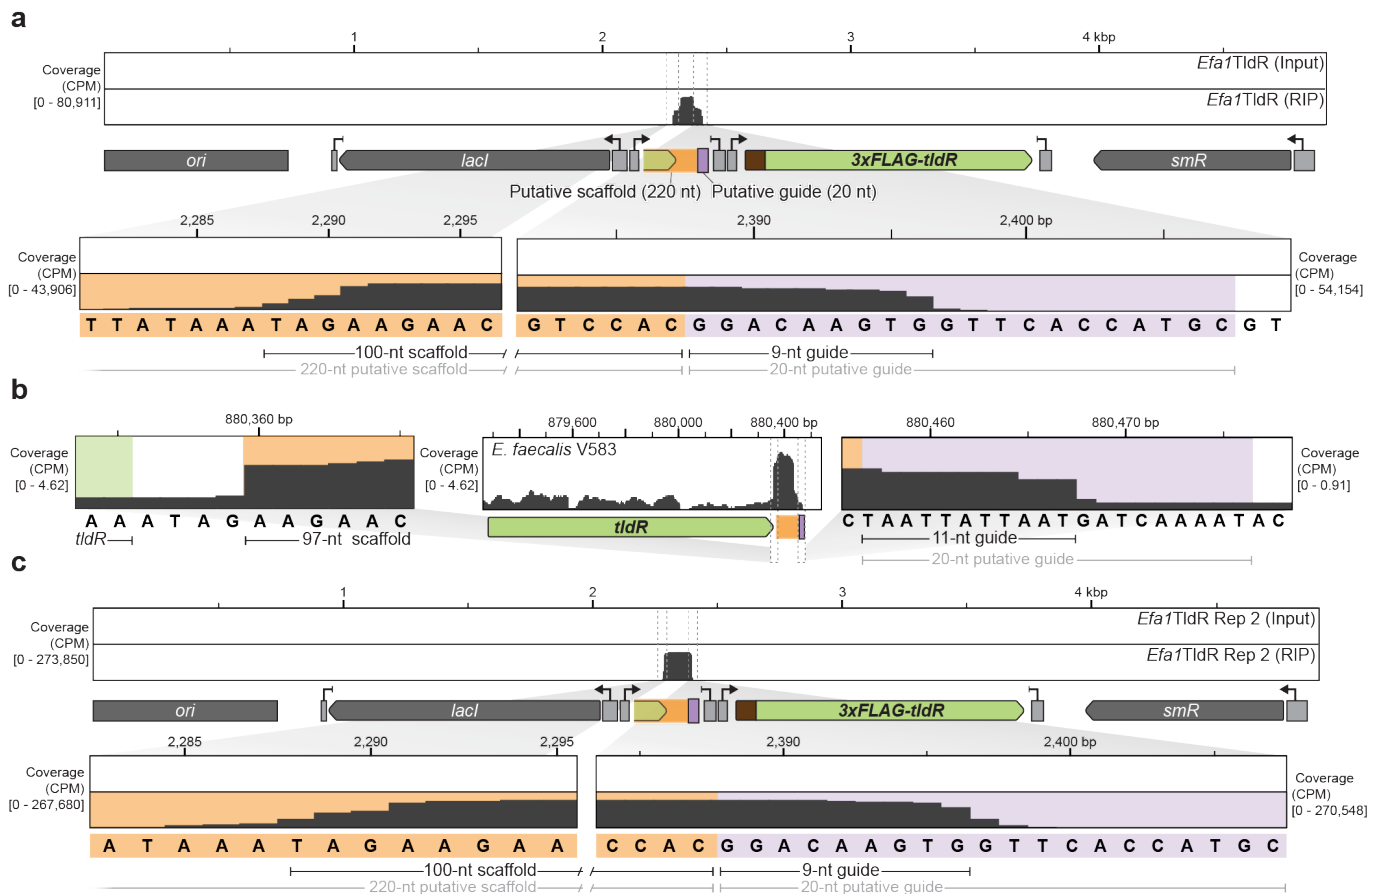 a
1 2 3 4 kbp
Coverage
(CPM)
[0 - 80,911]
Efa1TldR (Input)
Efa1TldR (RIP)
ori lacI 3xFLAG-tldR smR
Putative scaffold (220 nt) Putative guide (20 nt)
2,285 2,290 2,295 2,390 2,400 bp
Coverage
(CPM)
[0 - 43,906]
Coverage
(CPM)
[0 - 54,154]
T T A T A A A T A G A A G A A C G T C C A C G G A C A A G T G G T T C A C C A T G C G T
100-nt scaffold 9-nt guide
220-nt putative scaffold 20-nt putative guide
b
880,360 bp 879,600 880,000 880,400 bp 880,460 880,470 bp
Coverage
(CPM)
[0 - 4.62]
Coverage
(CPM)
[0 - 4.62]
E. faecalis V583
Coverage
(CPM)
[0 - 0.91]
A A A T A G A A G A A C tldR C T A A T T A T T A A T G A T C A A A A T A C
tldR 97-nt scaffold 11-nt guide
20-nt putative guide
c
1 2 3 4 kbp
Coverage
(CPM)
[0 - 273,850]
Efa1TldR Rep 2 (Input)
Efa1TldR Rep 2 (RIP)
ori lacI 3xFLAG-tldR smR
2,285 2,290 2,295 2,390 2,400 bp
Coverage
(CPM)
[0 - 267,680]
Coverage
(CPM)
[0 - 270,548]
A T A A A T A G A A G A A C C A C G G A C A A G T G G T T C A C C A T G C
100-nt scaffold 9-nt guide
220-nt putative scaffold 20-nt putative guide